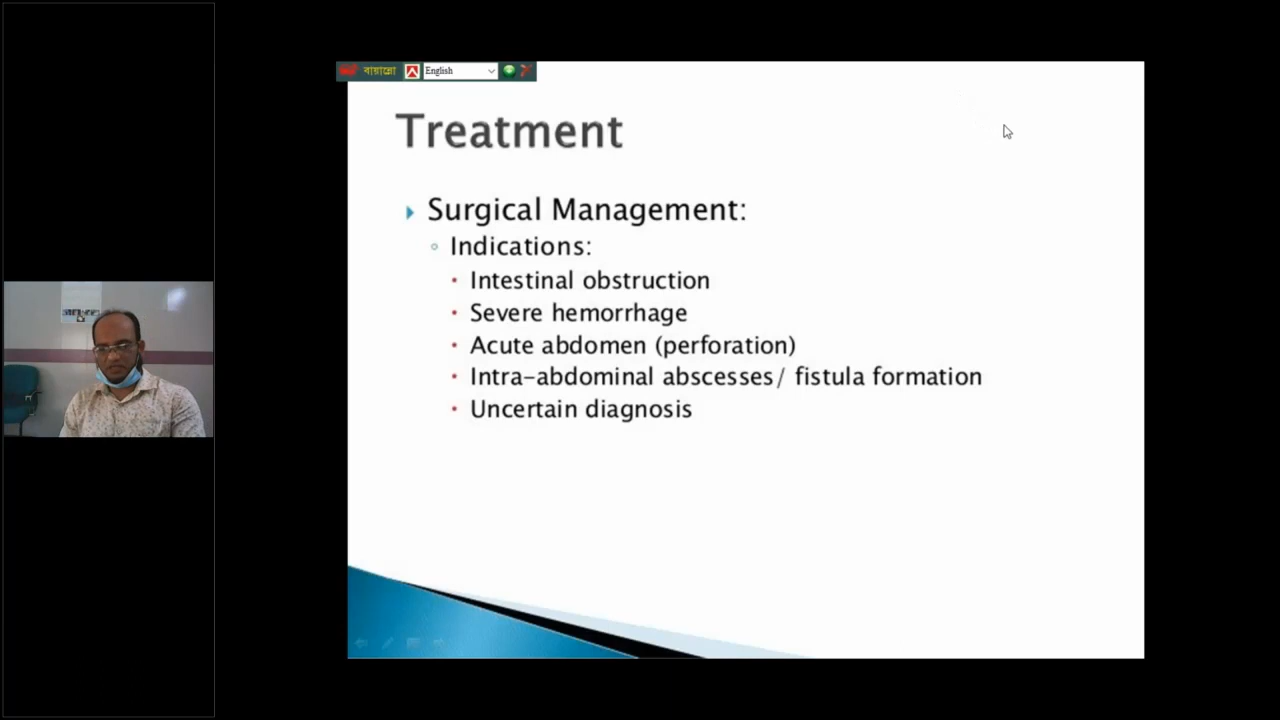 বায়ান্নো
English
Treatment
Surgical Management:
Indications:
Intestinal obstruction
Severe hemorrhage
Acute abdomen (perforation)
Intra-abdominal abscesses/ fistula formation
Uncertain diagnosis